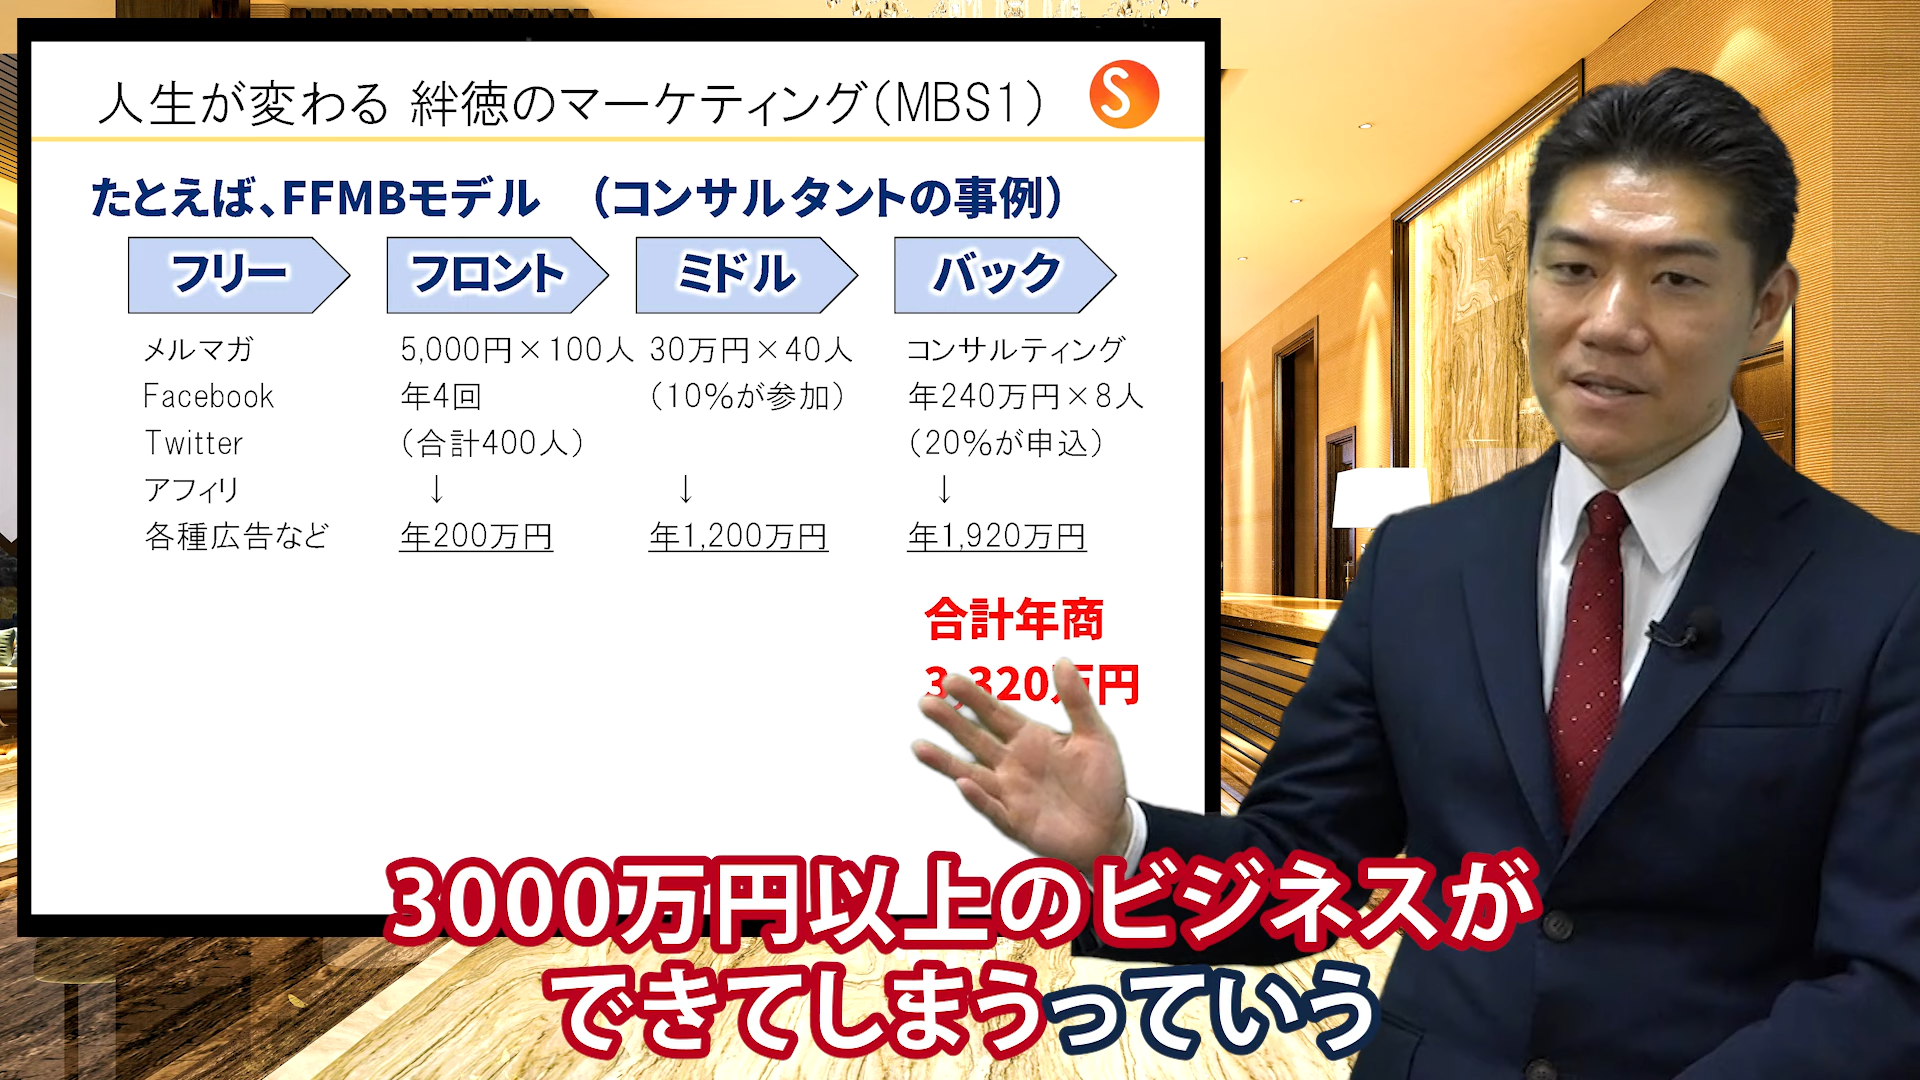 人生が変わる 絆徳のマーケティング(MBS1)
S
たとえば、FFMBモデル （コンサルタントの事例）
フリー
フロント
ミドル
バック
メルマガ
Facebook
Twitter
アフィリ
各種広告など
5,000円×100人
年4回
（合計400人）
↓
年200万円
30万円×40人
（10%が参加）
↓
年1,200万円
コンサルティング
年240万円×8人
（20%が申込）
↓
年1,920万円
合計年商
3,320万円
3000万円以上のビジネスが
できてしまうっていう